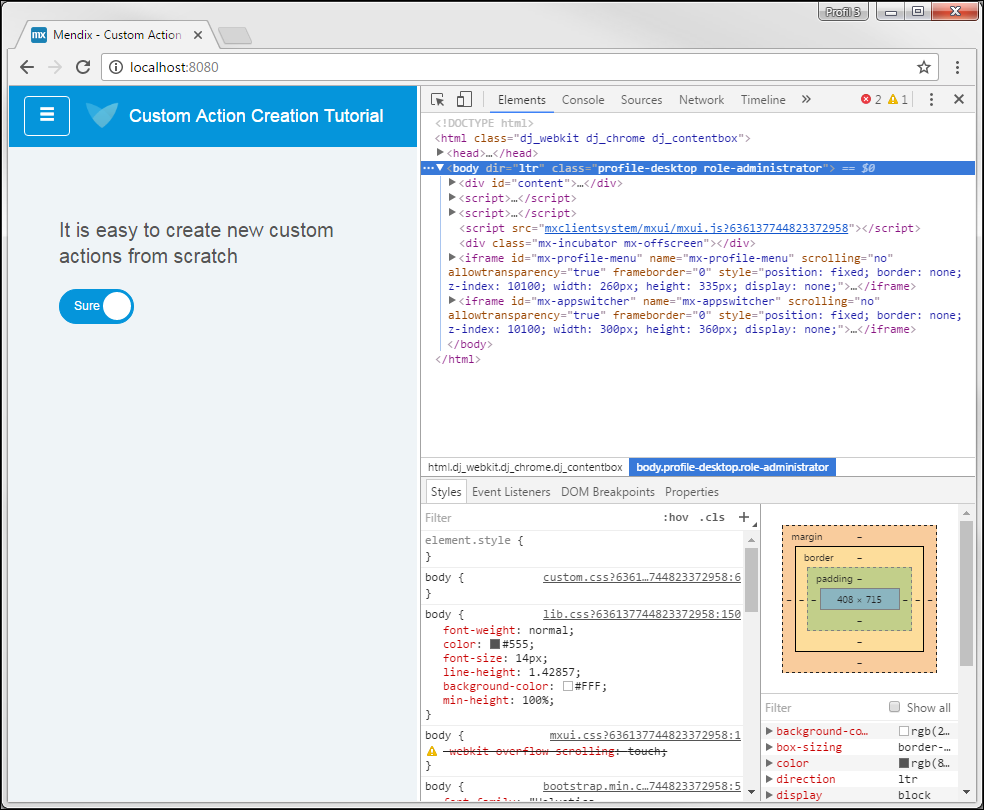 Profil 3
mx Mendix - Custom Action
localhost:8080
Custom Action Creation Tutorial
It is easy to create new custom
actions from scratch
Sure
Elements Console Sources Network Timeline » 2 1
<!DOCTYPE html>
<html class="dj_webkit dj_chrome dj_contentbox">
<head>…</head>
<body dir="ltr" class="profile-desktop role-administrator"> == $0
<div id="content">…</div>
<script>…</script>
<script>…</script>
<script src="mxclientsystem/mxui/mxui.js?636137744823372958"></script>
<div class="mx-incubator mx-offscreen"></div>
<iframe id="mx-profile-menu" name="mx-profile-menu" scrolling="no"
allowtransparency="true" frameborder="0" style="position: fixed; border: none;
z-index: 10100; width: 260px; height: 335px; display: none;">…</iframe>
<iframe id="mx-appswitcher" name="mx-appswitcher" scrolling="no"
allowtransparency="true" frameborder="0" style="position: fixed; border: none;
z-index: 10100; width: 300px; height: 360px; display: none;">…</iframe>
</body>
</html>
html.dj_webkit.dj_chrome.dj_contentbox body.profile-desktop.role-administrator
Styles Event Listeners DOM Breakpoints Properties
Filter :hov .cls +
element.style {
}
body { custom.css?6361…744823372958:6
}
body { lib.css?636137744823372958:150
font-weight: normal;
color: #555;
font-size: 14px;
line-height: 1.42857;
background-color: #FFF;
min-height: 100%;
}
body { mxui.css?636137744823372958:1
-webkit-overflow-scrolling: touch;
}
body { bootstrap.min.c…744823372958:5
font-family: "Helvetica
margin –
border –
padding –
– – – 408 × 715 – – –
–
–
–
Filter Show all
background-co… rgb(2…
box-sizing border-…
color rgb(8…
direction ltr
display block